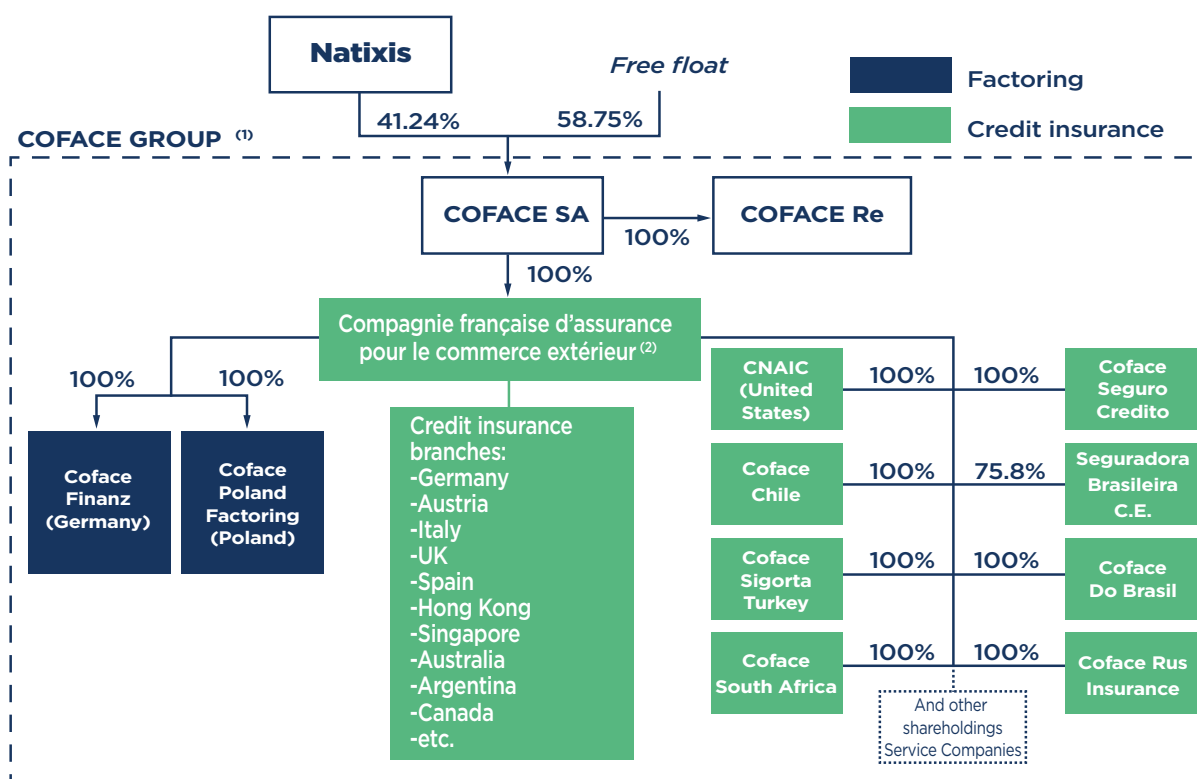 Natixis
Free float
Factoring
Credit insurance
41.24%
58.75%
COFACE GROUP (1)
COFACE SA
100%
COFACE Re
100%
Compagnie française d'assurance
pour le commerce extérieur (2)
100%
100%
Coface
Finanz
(Germany)
Coface
Poland
Factoring
(Poland)
Credit insurance
branches:
-Germany
-Austria
-Italy
-UK
-Spain
-Hong Kong
-Singapore
-Australia
-Argentina
-Canada
-etc.
CNAIC
(United
States)
100%
100%
Coface
Seguro
Credito
Coface
Chile
100%
75.8%
Seguradora
Brasileira
C.E.
Coface
Sigorta
Turkey
100%
100%
Coface
Do Brasil
Coface
South Africa
100%
100%
Coface Rus
Insurance
And other
shareholdings
Service Companies